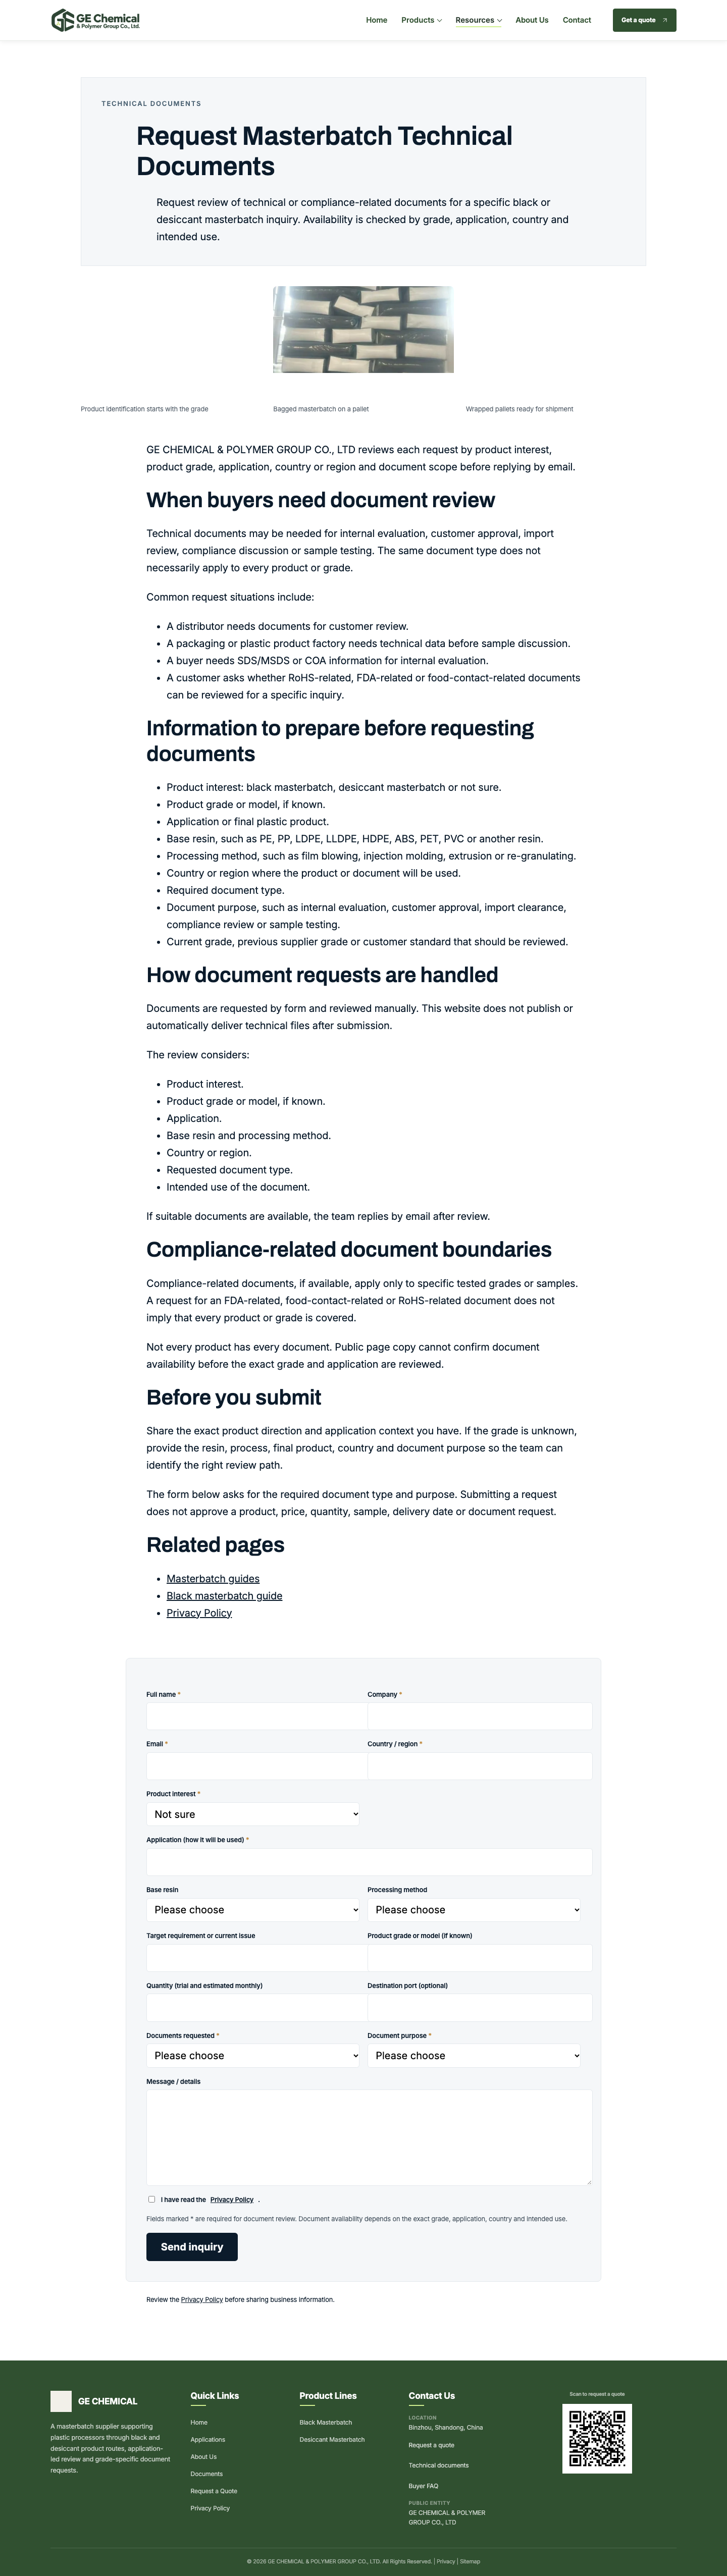 GE Chemical
& Polymer Group Co., Ltd.
Home
Products
Resources
About Us
Contact
Get a quote
TECHNICAL DOCUMENTS
Request Masterbatch Technical
Documents
Request review of technical or compliance-related documents for a specific black or
desiccant masterbatch inquiry. Availability is checked by grade, application, country and
intended use.
Product identification starts with the grade
Bagged masterbatch on a pallet
Wrapped pallets ready for shipment
GE CHEMICAL & POLYMER GROUP CO., LTD reviews each request by product interest,
product grade, application, country or region and document scope before replying by email.
When buyers need document review
Technical documents may be needed for internal evaluation, customer approval, import
review, compliance discussion or sample testing. The same document type does not
necessarily apply to every product or grade.
Common request situations include:
• A distributor needs documents for customer review.
• A packaging or plastic product factory needs technical data before sample discussion.
• A buyer needs SDS/MSDS or COA information for internal evaluation.
• A customer asks whether RoHS-related, FDA-related or food-contact-related documents
can be reviewed for a specific inquiry.
Information to prepare before requesting
documents
• Product interest: black masterbatch, desiccant masterbatch or not sure.
• Product grade or model, if known.
• Application or final plastic product.
• Base resin, such as PE, PP, LDPE, LLDPE, HDPE, ABS, PET, PVC or another resin.
• Processing method, such as film blowing, injection molding, extrusion or re-granulating.
• Country or region where the product or document will be used.
• Required document type.
• Document purpose, such as internal evaluation, customer approval, import clearance,
compliance review or sample testing.
• Current grade, previous supplier grade or customer standard that should be reviewed.
How document requests are handled
Documents are requested by form and reviewed manually. This website does not publish or
automatically deliver technical files after submission.
The review considers:
• Product interest.
• Product grade or model, if known.
• Application.
• Base resin and processing method.
• Country or region.
• Requested document type.
• Intended use of the document.
If suitable documents are available, the team replies by email after review.
Compliance-related document boundaries
Compliance-related documents, if available, apply only to specific tested grades or samples.
A request for an FDA-related, food-contact-related or RoHS-related document does not
imply that every product or grade is covered.
Not every product has every document. Public page copy cannot confirm document
availability before the exact grade and application are reviewed.
Before you submit
Share the exact product direction and application context you have. If the grade is unknown,
provide the resin, process, final product, country and document purpose so the team can
identify the right review path.
The form below asks for the required document type and purpose. Submitting a request
does not approve a product, price, quantity, sample, delivery date or document request.
Related pages
• Masterbatch guides
• Black masterbatch guide
• Privacy Policy
Full name *
Company *
Email *
Country / region *
Product interest *
Not sure
Application (how it will be used) *
Base resin
Processing method
Please choose
Please choose
Target requirement or current issue
Product grade or model (if known)
Quantity (trial and estimated monthly)
Destination port (optional)
Documents requested *
Document purpose *
Please choose
Please choose
Message / details
I have read the Privacy Policy .
Fields marked * are required for document review. Document availability depends on the exact grade, application, country and intended use.
Send inquiry
Review the Privacy Policy before sharing business information.
GE CHEMICAL
A masterbatch supplier supporting
plastic processors through black and
desiccant product routes, application-
led review and grade-specific document
requests.
Quick Links
Home
Applications
About Us
Documents
Request a Quote
Privacy Policy
Product Lines
Black Masterbatch
Desiccant Masterbatch
Contact Us
LOCATION
Binzhou, Shandong, China
Request a quote
Technical documents
Buyer FAQ
PUBLIC ENTITY
GE CHEMICAL & POLYMER
GROUP CO., LTD
Scan to request a quote
© 2026 GE CHEMICAL & POLYMER GROUP CO., LTD. All Rights Reserved. | Privacy | Sitemap